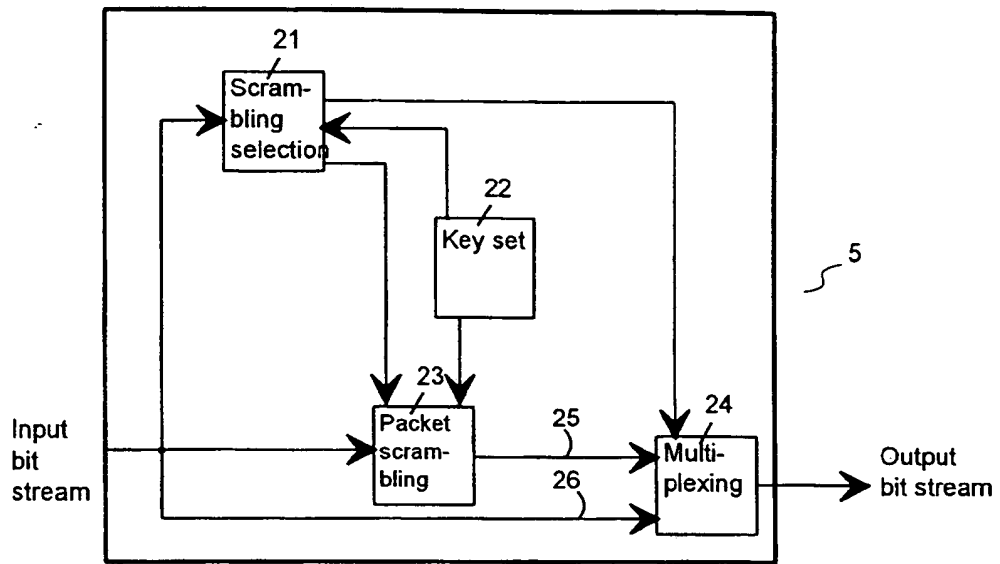 21
Scram-
bling
selection
22
Key set
5
23
Packet
scram-
bling
25
26
24
Multi-
plexing
Input
bit
stream
Output
bit stream